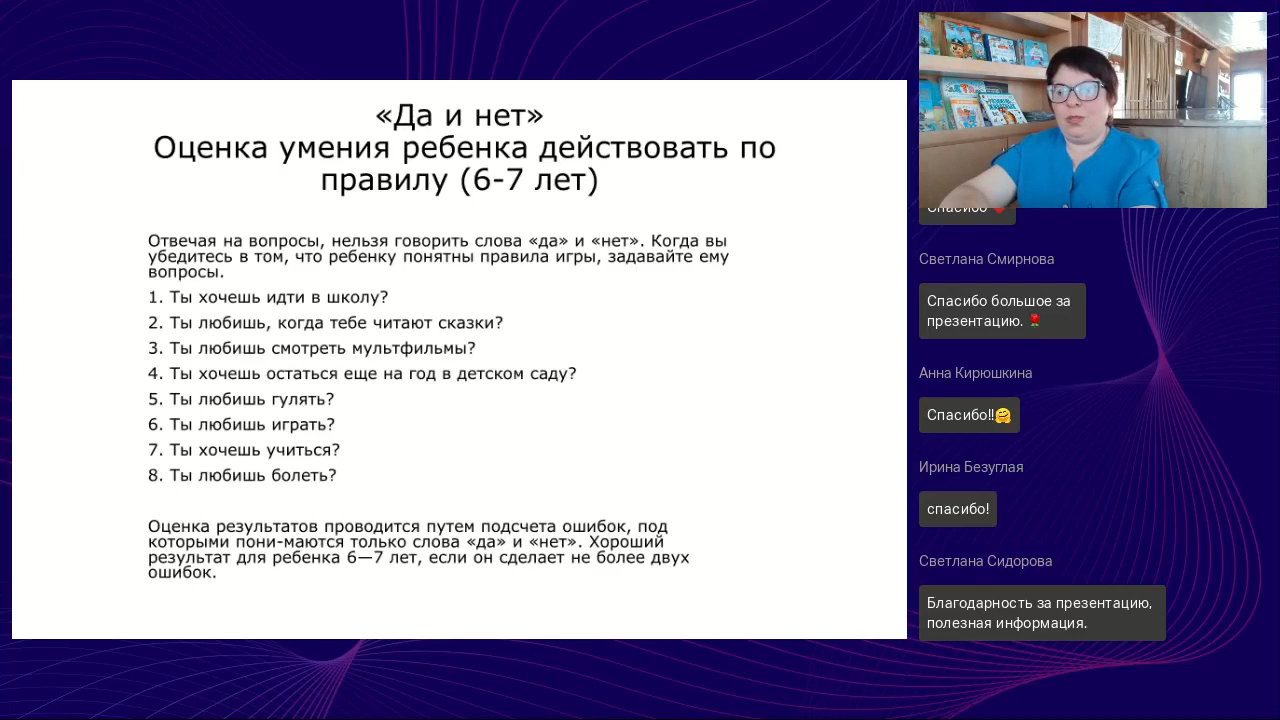 «Да и нет»
Оценка умения ребенка действовать по
правилу (6-7 лет)
Отвечая на вопросы, нельзя говорить слова «да» и «нет». Когда вы
убедитесь в том, что ребенку понятны правила игры, задавайте ему
вопросы.
1. Ты хочешь идти в школу?
2. Ты любишь, когда тебе читают сказки?
3. Ты любишь смотреть мультфильмы?
4. Ты хочешь остаться еще на год в детском саду?
5. Ты любишь гулять?
6. Ты любишь играть?
7. Ты хочешь учиться?
8. Ты любишь болеть?
Оценка результатов проводится путем подсчета ошибок, под
которыми пони-маются только слова «да» и «нет». Хороший
результат для ребенка 6—7 лет, если он сделает не более двух
ошибок.
Спасибо ❤️
Светлана Смирнова
Спасибо большое за
презентацию. 🌹
Анна Кирюшкина
Спасибо!!🤗
Ирина Безуглая
спасибо!
Светлана Сидорова
Благодарность за презентацию,
полезная информация.